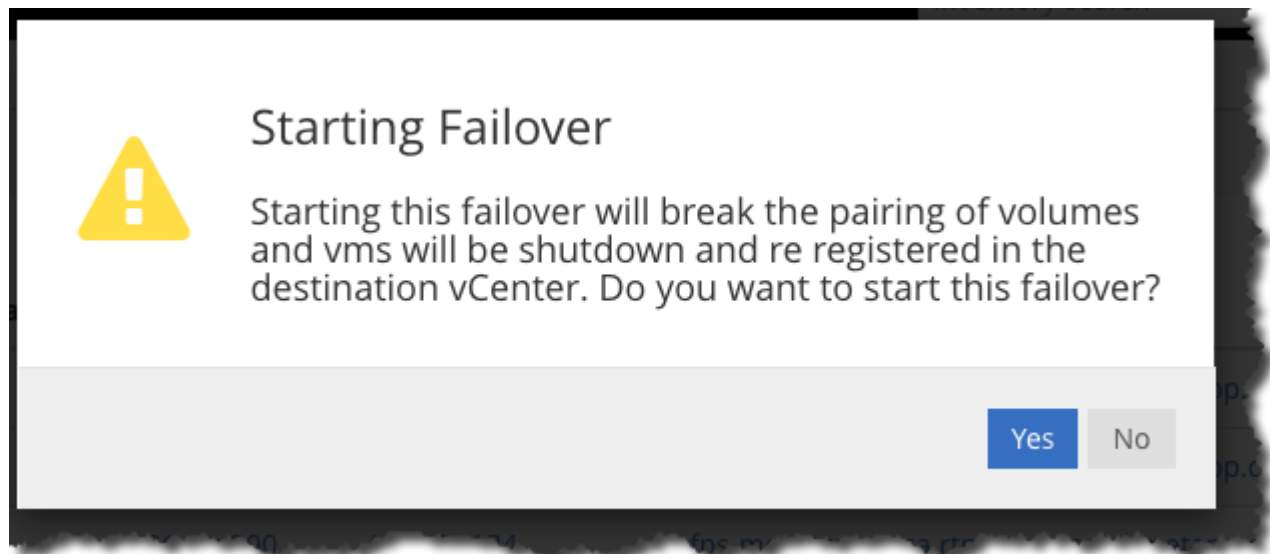 Starting Failover
Starting this failover will break the pairing of volumes
and vms will be shutdown and re registered in the
destination vCenter. Do you want to start this failover?
Yes
No